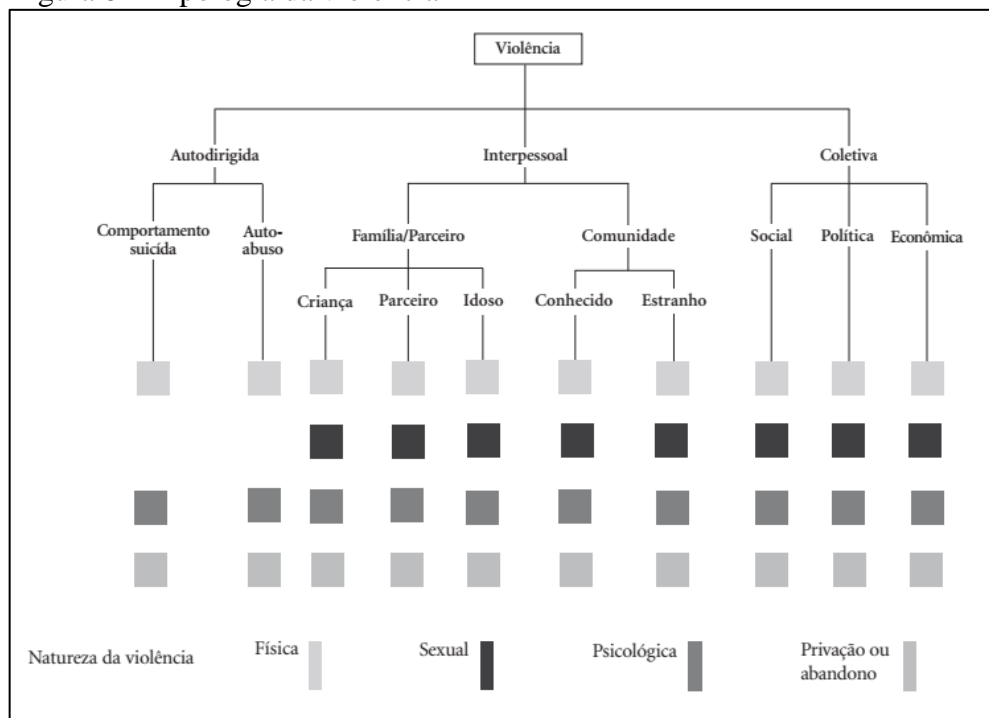 Violência
Autodirigida
Interpessoal
Coletiva
Comportamento
suicída
Auto-
abuso
Família/Parceiro
Comunidade
Social
Política
Econômica
Criança
Parceiro
Idoso
Conhecido
Estranho
Natureza da violência
Física
Sexual
Psicológica
Privação ou
abandono